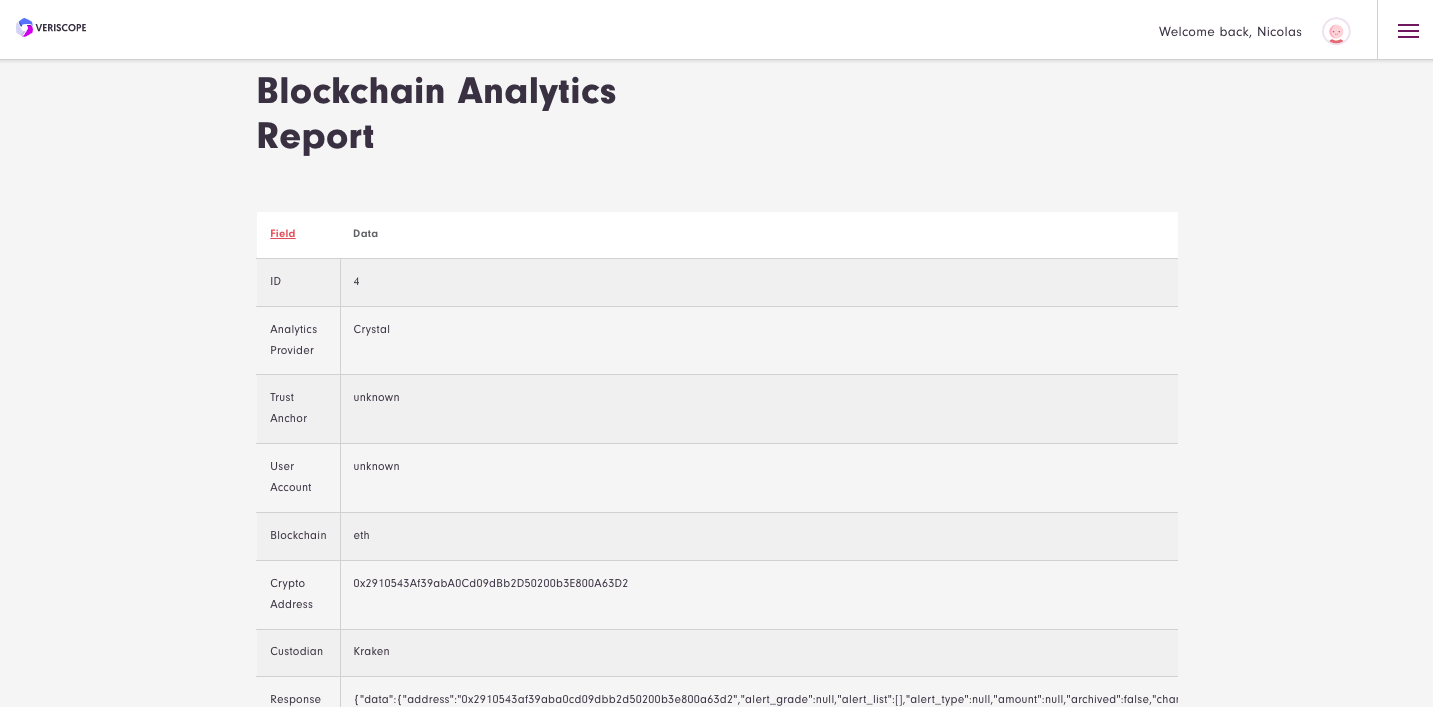 VERISCOPE
Welcome back, Nicolas
Blockchain Analytics
Report
Field Data
ID 4
Analytics Crystal
Provider
Trust unknown
Anchor
User unknown
Account
Blockchain eth
Crypto 0x2910543Af39abA0Cd09dBb2D50200b3E800A63D2
Address
Custodian Kraken
Response {"data":{"address":"0x2910543af39aba0cd09dbb2d50200b3e800a63d2","alert_grade":null,"alert_list":[],"alert_type":null,"amount":null,"archived":false,"chan